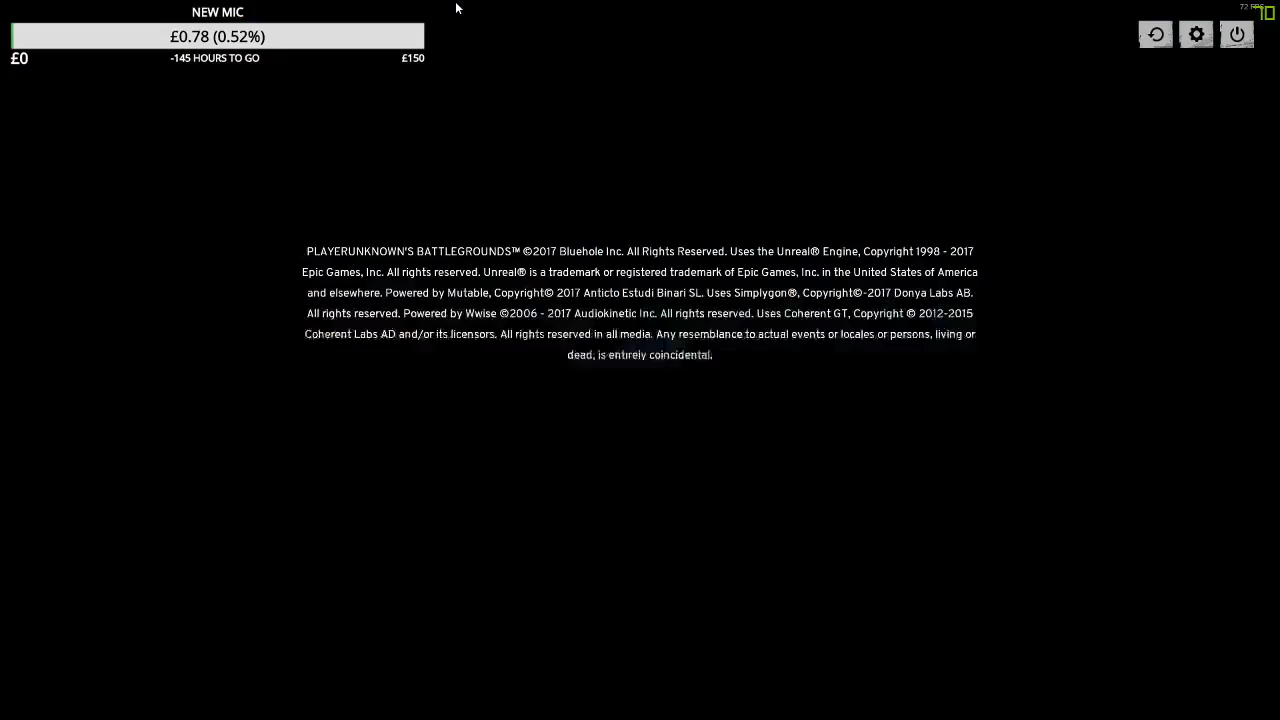 NEW MIC
£0.78 (0.52%)
£0 -145 HOURS TO GO £150
72 FPS
70
PLAYERUNKNOWN'S BATTLEGROUNDS™ ©2017 Bluehole Inc. All Rights Reserved. Uses the Unreal® Engine, Copyright 1998 - 2017
Epic Games, Inc. All rights reserved. Unreal® is a trademark or registered trademark of Epic Games, Inc. in the United States of America
and elsewhere. Powered by Mutable, Copyright© 2017 Anticto Estudi Binari SL. Uses Simplygon®, Copyright©-2017 Donya Labs AB.
All rights reserved. Powered by Wwise ©2006 - 2017 Audiokinetic Inc. All rights reserved. Uses Coherent GT, Copyright © 2012-2015
Coherent Labs AD and/or its licensors. All rights reserved in all media. Any resemblance to actual events or locales or persons, living or
dead, is entirely coincidental.